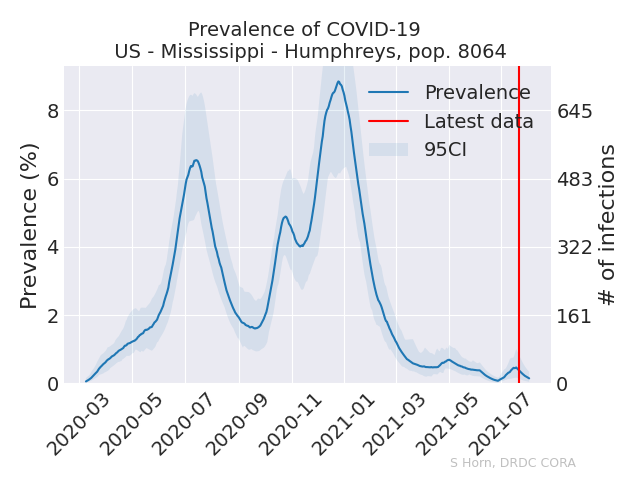 Prevalence of COVID-19
US - Mississippi - Humphreys, pop. 8064
Prevalence
Latest data
95CI
Prevalence (%)
8
6
4
2
0
645
483
322
161
0
# of infections
2020-03
2020-05
2020-07
2020-09
2020-11
2021-01
2021-03
2021-05
2021-07
S Horn, DRDC CORA